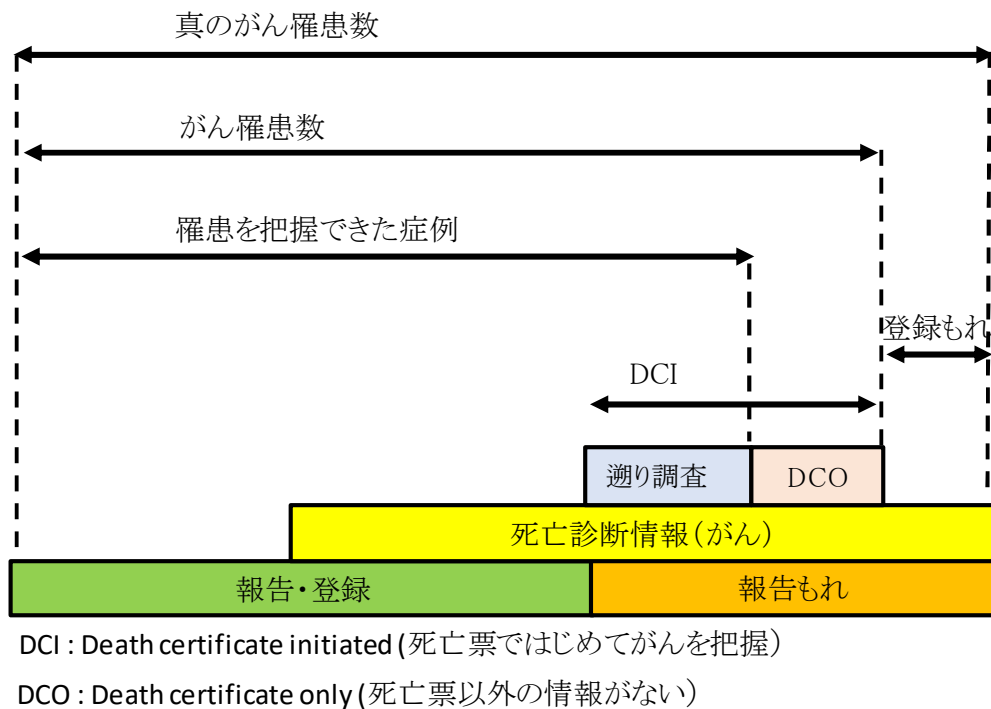 真のがん罹患数
がん罹患数
罹患を把握できた症例
登録もれ
DCI
遡り調査
DCO
死亡診断情報(がん)
報告・登録
報告もれ
DCI : Death certificate initiated (死亡票ではじめてがんを把握)
DCO : Death certificate only (死亡票以外の情報がない)